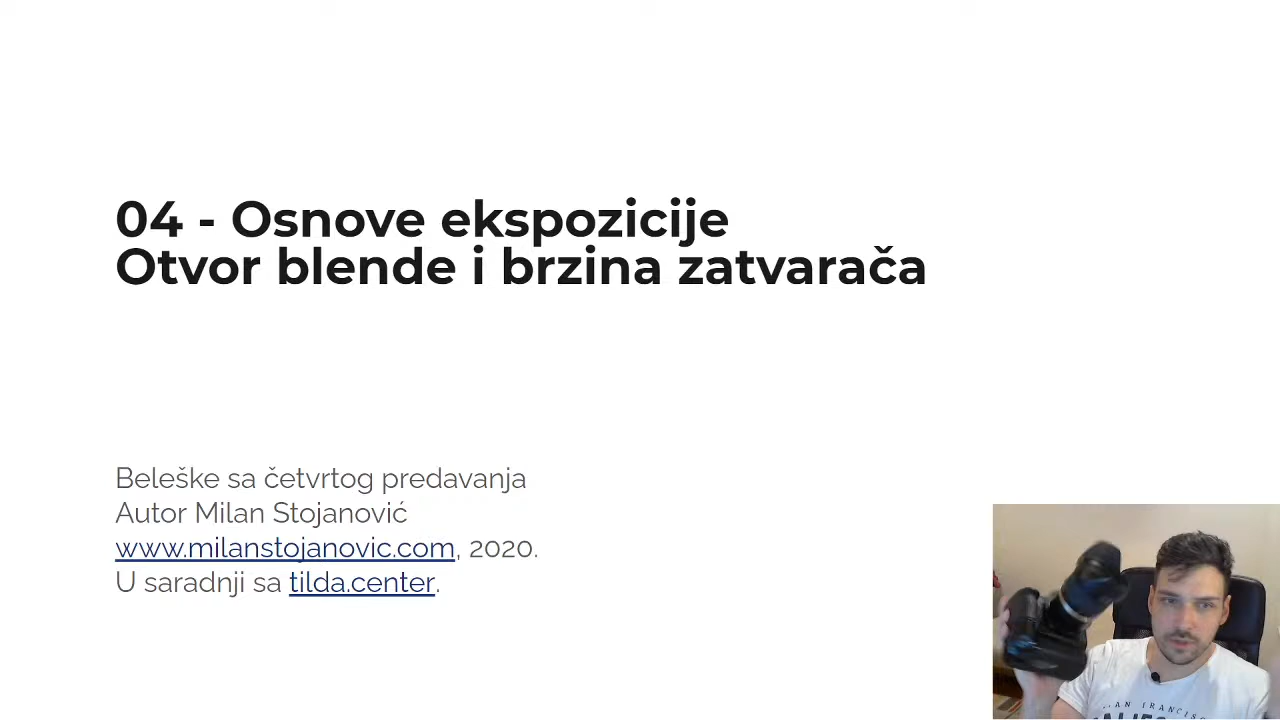 04 - Osnove ekspozicije
Otvor blende i brzina zatvarača
Beleške sa četvrtog predavanja
Autor Milan Stojanović
www.milanstojanovic.com, 2020.
U saradnji sa tilda.center.